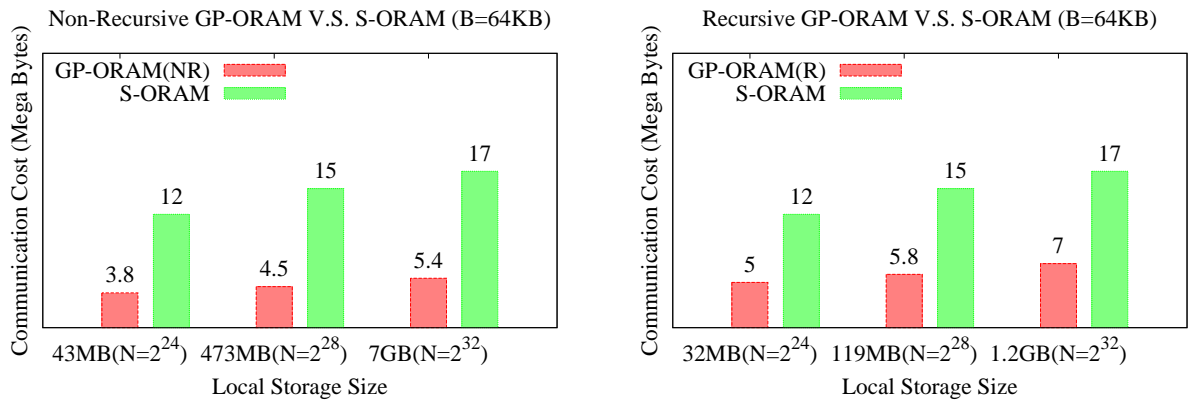 Non-Recursive GP-ORAM V.S. S-ORAM (B=64KB)
Communication Cost (Mega Bytes)
GP-ORAM(NR)
S-ORAM
3.8
12
4.5
15
5.4
17
43MB(N=2^24) 473MB(N=2^28) 7GB(N=2^32)
Local Storage Size
Recursive GP-ORAM V.S. S-ORAM (B=64KB)
Communication Cost (Mega Bytes)
GP-ORAM(R)
S-ORAM
5
12
5.8
15
7
17
32MB(N=2^24) 119MB(N=2^28) 1.2GB(N=2^32)
Local Storage Size